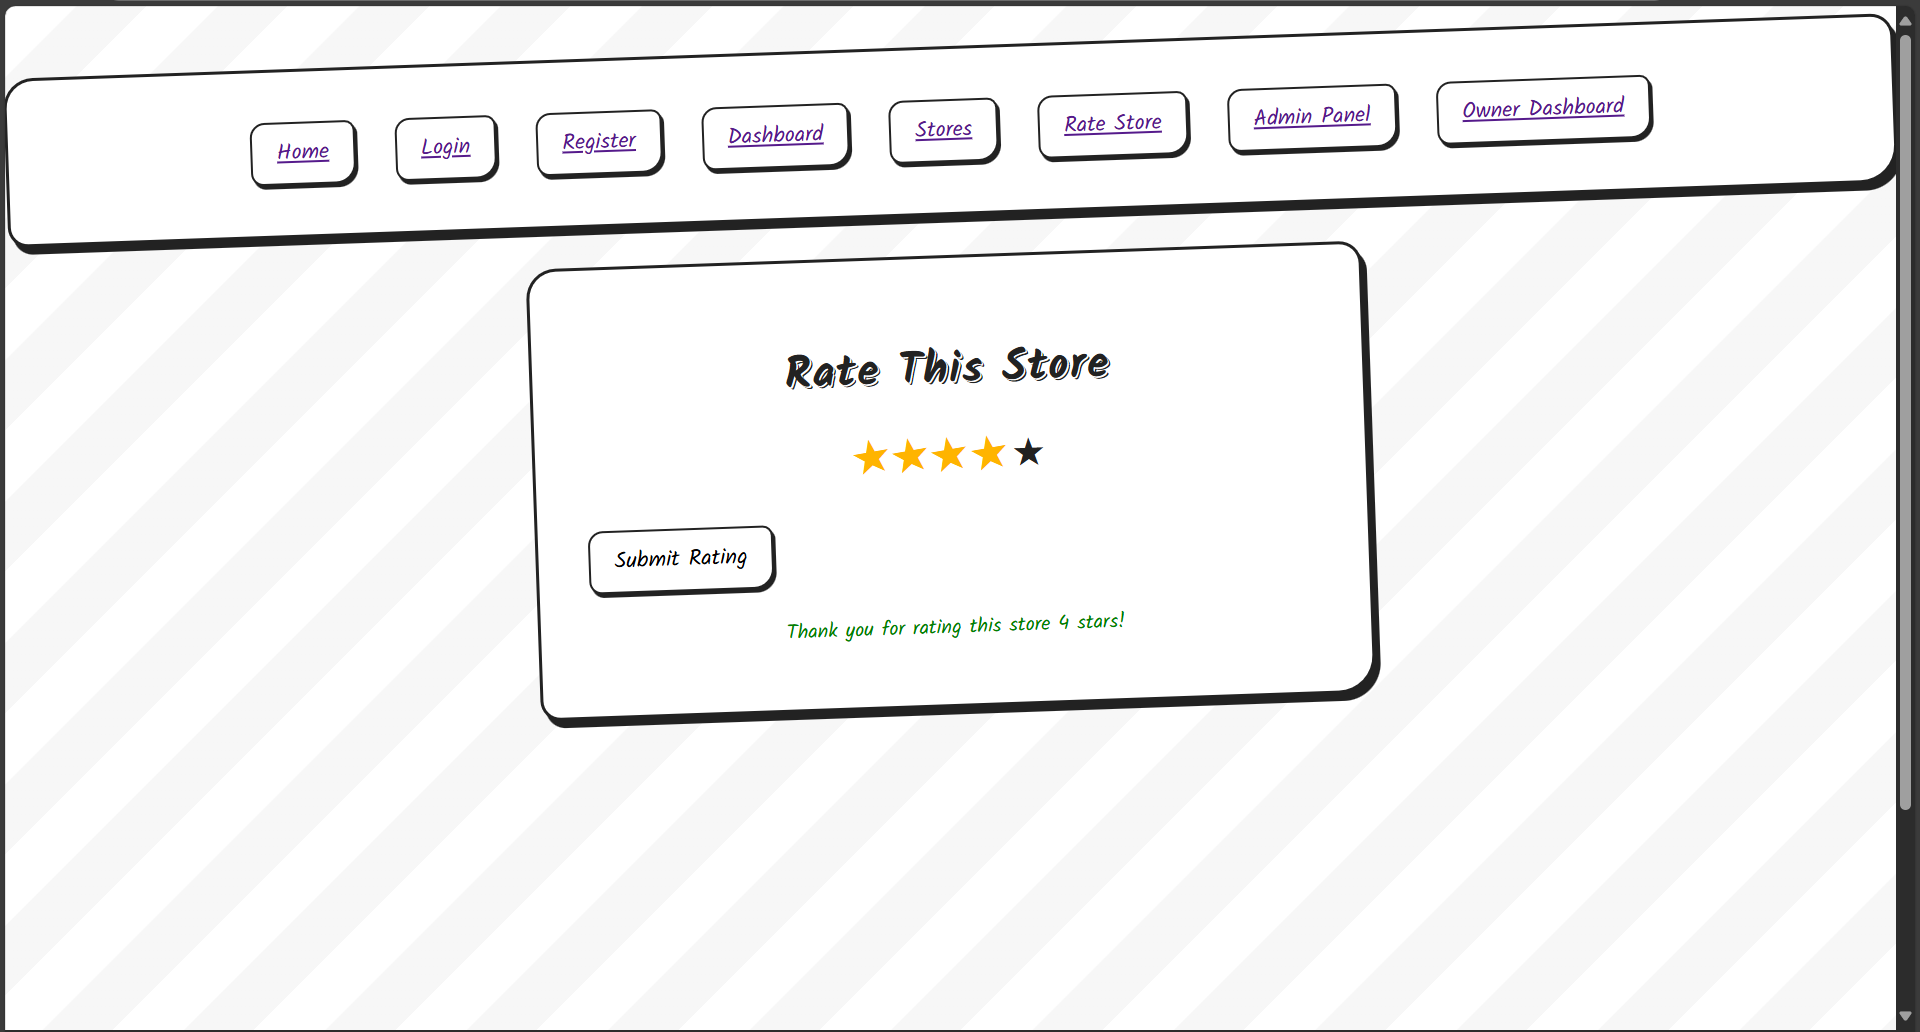 Home Login Register Dashboard Stores Rate Store Admin Panel Owner Dashboard
Rate This Store
Submit Rating
Thank you for rating this store 4 stars!